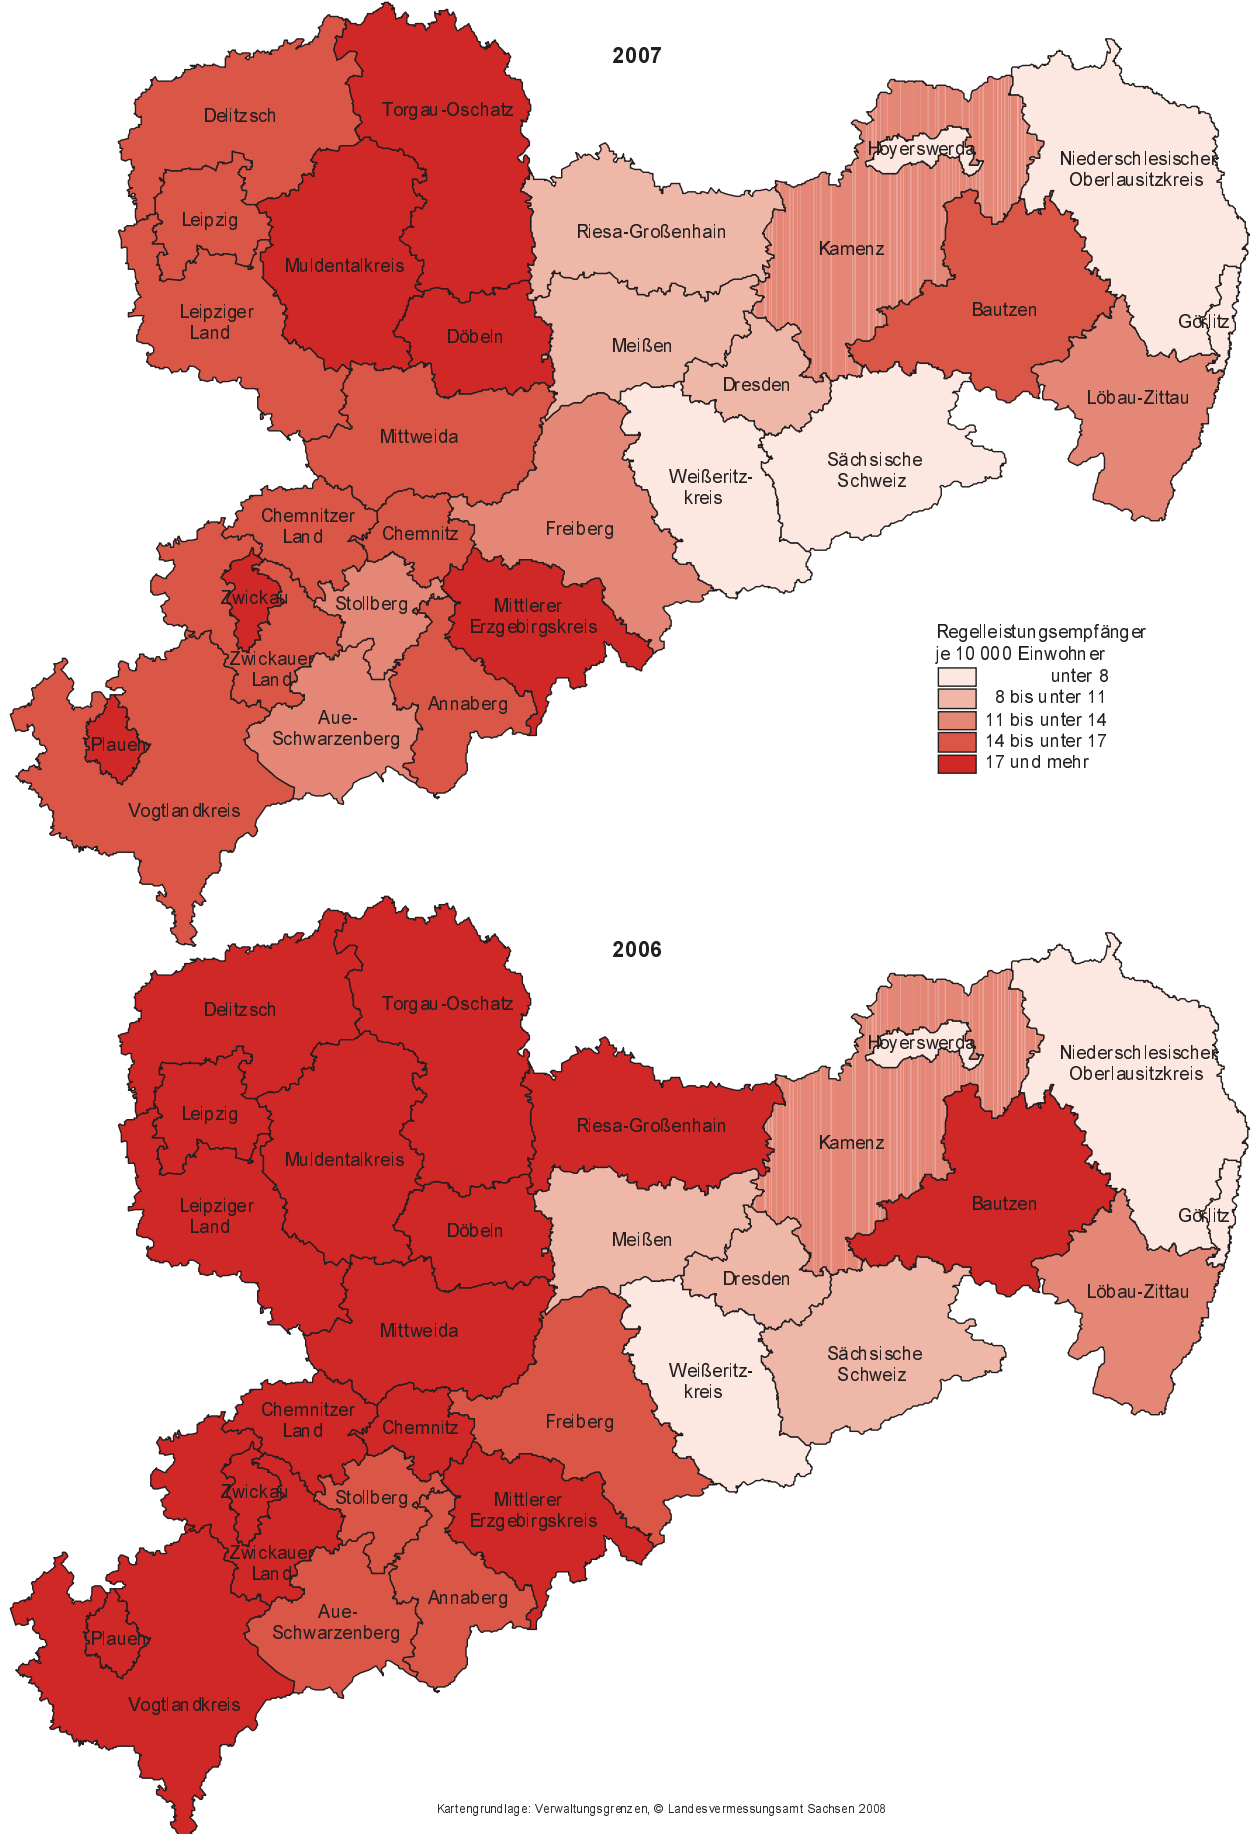 2007
Delitzsch
Torgau-Oschatz
Hoyerswerda
Niederschlesischer
Oberlausitzkreis
Leipzig
Riesa-Großenhain
Kamenz
Muldentalkreis
Leipziger
Land
Bautzen
Görlitz
Döbeln
Meißen
Dresden
Löbau-Zittau
Mittweida
Sächsische
Schweiz
Weißeritz-
kreis
Chemnitzer
Land
Chemnitz
Freiberg
Zwickau
Stollberg
Mittlerer
Erzgebirgskreis
Zwickauer
Land
Annaberg
Aue-
Schwarzenberg
Plauen
Vogtlandkreis
Regelleistungsempfänger
je 10 000 Einwohner
unter 8
8 bis unter 11
11 bis unter 14
14 bis unter 17
17 und mehr
2006
Delitzsch
Torgau-Oschatz
Hoyerswerda
Niederschlesischer
Oberlausitzkreis
Leipzig
Riesa-Großenhain
Kamenz
Muldentalkreis
Leipziger
Land
Bautzen
Görlitz
Döbeln
Meißen
Dresden
Löbau-Zittau
Mittweida
Sächsische
Schweiz
Weißeritz-
kreis
Chemnitzer
Land
Chemnitz
Freiberg
Zwickau
Stollberg
Mittlerer
Erzgebirgskreis
Zwickauer
Land
Annaberg
Aue-
Schwarzenberg
Plauen
Vogtlandkreis
Kartengrundlage: Verwaltungsgrenzen, © Landesvermessungsamt Sachsen 2008